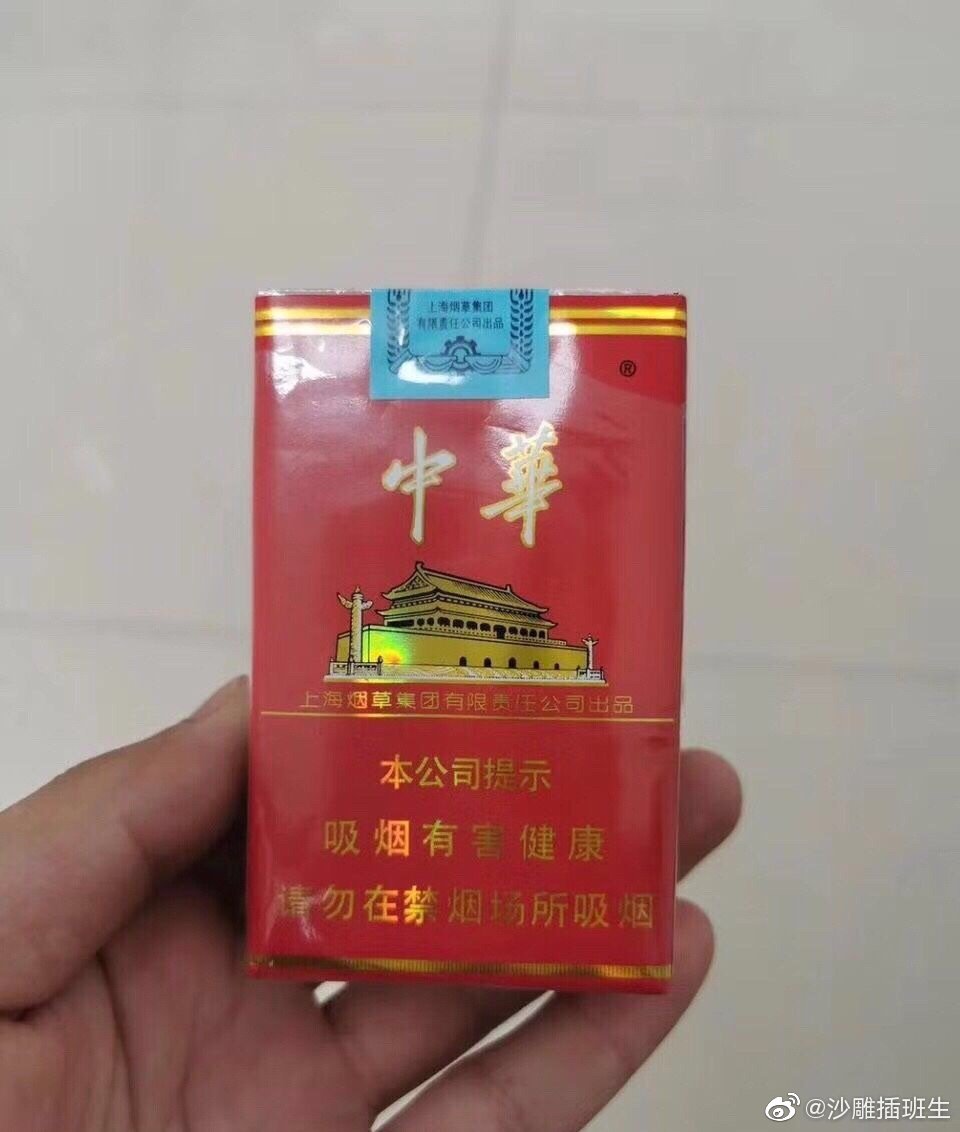 上海烟草集团
有限责任公司出品
®
中華
上海烟草集团有限责任公司出品
本公司提示
吸烟有害健康
请勿在禁烟场所吸烟
@沙雕插班生